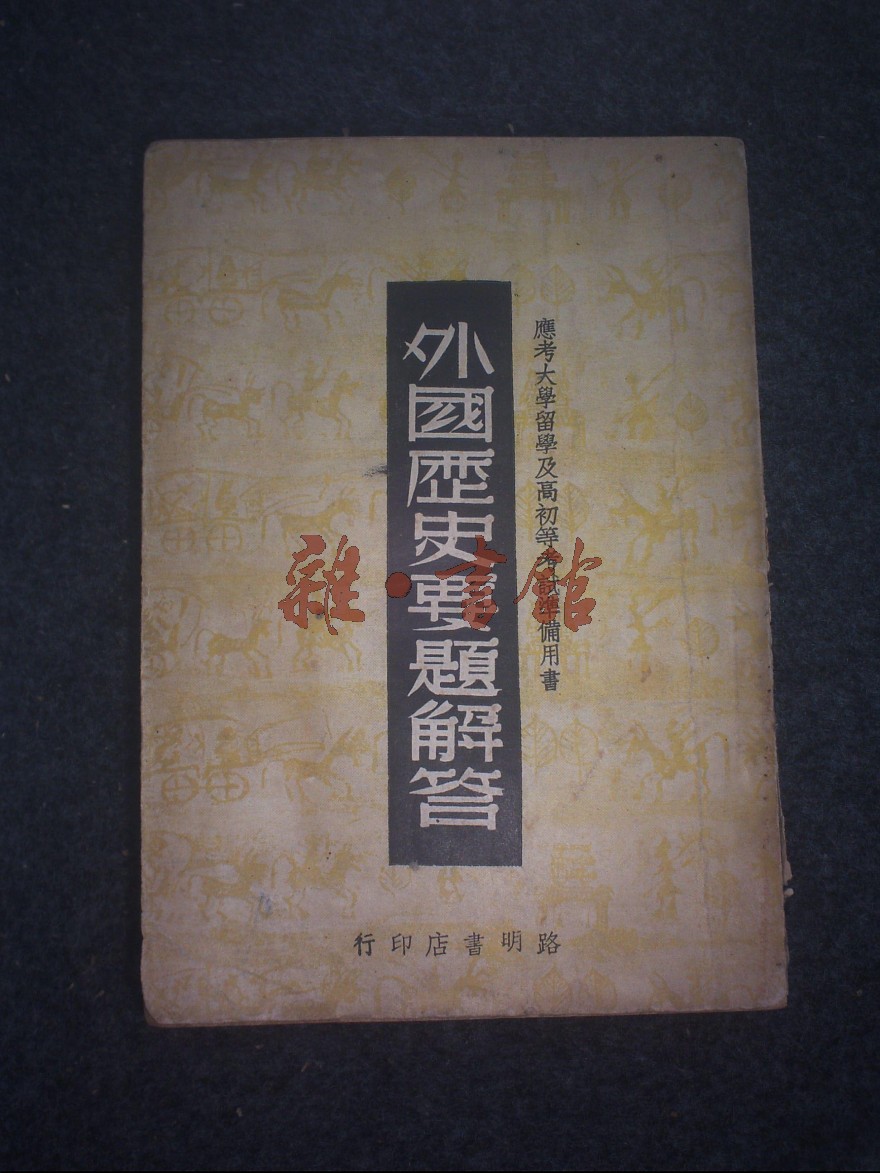 應考大學留學及高初等考試準備用書
外國歷史要題解答
路明書店印行
雜·書館